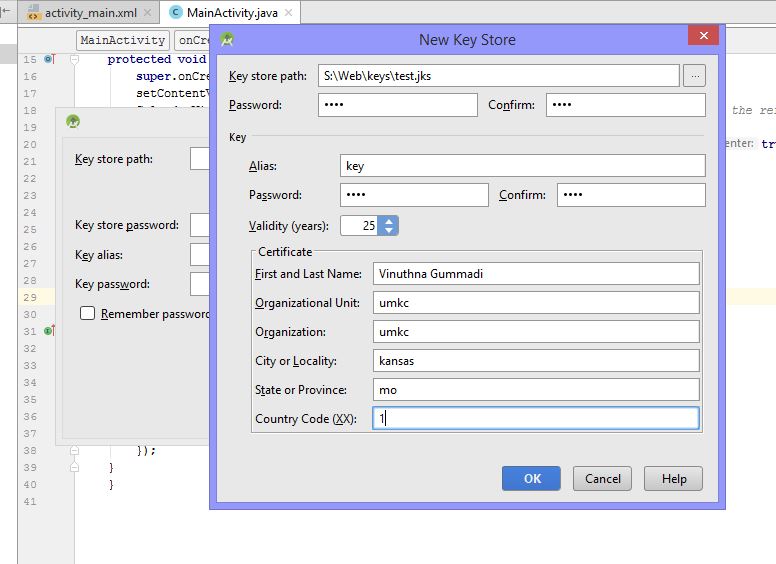 activity_main.xml MainActivity.java
MainActivity
New Key Store
Key store path: S:\Web\keys\test.jks ...
Password: •••• Confirm: ••••
Key
Alias: key
Password: •••• Confirm: ••••
Validity (years): 25
Certificate
First and Last Name: Vinuthna Gummadi
Organizational Unit: umkc
Organization: umkc
City or Locality: kansas
State or Province: mo
Country Code (XX): 1
OK Cancel Help
Key store path:
Key store password:
Key alias:
Key password:
Remember password
15 protected void
16 super.onCre
17 setContentV
18 the
19
20 enter: tru
21
22
23
24
25
26
27
28
29
30
31
32
33
34
35
36
37
38 });
39 }
40 }
41